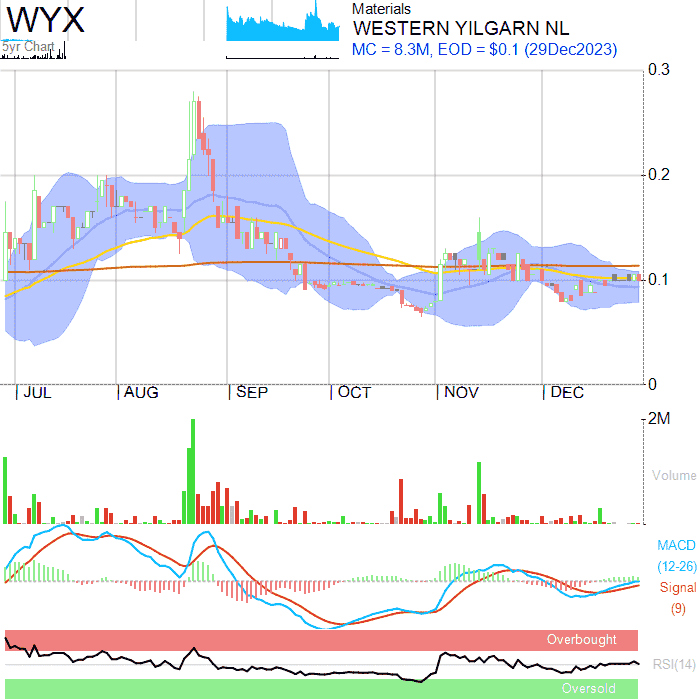 WYX
5yr Chart
Materials
WESTERN YILGARN NL
MC = 8.3M, EOD = $0.1 (29Dec2023)
0.3
0.2
0.1
0
JUL
AUG
SEP
OCT
NOV
DEC
2M
Volume
MACD
(12-26)
Signal
(9)
Overbought
RSI(14)
Oversold